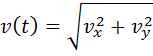 v(t) = √(v_x^2 + v_y^2)